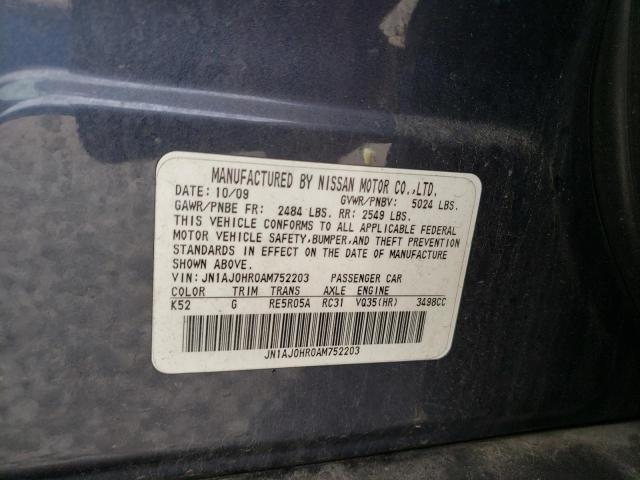 MANUFACTURED BY NISSAN MOTOR CO.,LTD.
DATE: 10/09 GVWR/PNBV: 5024 LBS.
GAWR/PNBE FR: 2484 LBS. RR: 2549 LBS.
THIS VEHICLE CONFORMS TO ALL APPLICABLE FEDERAL
MOTOR VEHICLE SAFETY,BUMPER,AND THEFT PREVENTION
STANDARDS IN EFFECT ON THE DATE OF MANUFACTURE
SHOWN ABOVE.
VIN: JN1AJ0HR0AM752203 PASSENGER CAR
COLOR TRIM TRANS AXLE ENGINE
K52 G RE5R05A RC31 VQ35(HR) 3498CC
JN1AJ0HR0AM752203